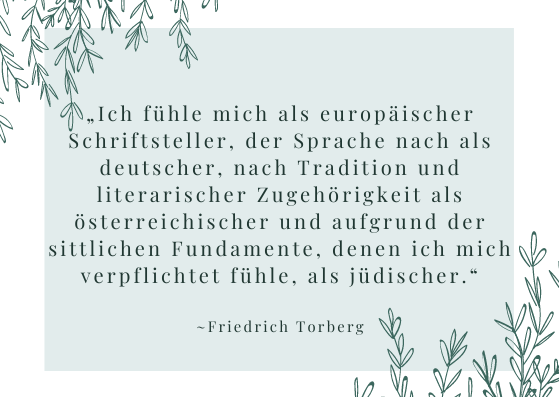 „Ich fühle mich als europäischer
Schriftsteller, der Sprache nach als
deutscher, nach Tradition und
literarischer Zugehörigkeit als
österreichischer und aufgrund der
sittlichen Fundamente, denen ich mich
verpflichtet fühle, als jüdischer.“
~Friedrich Torberg